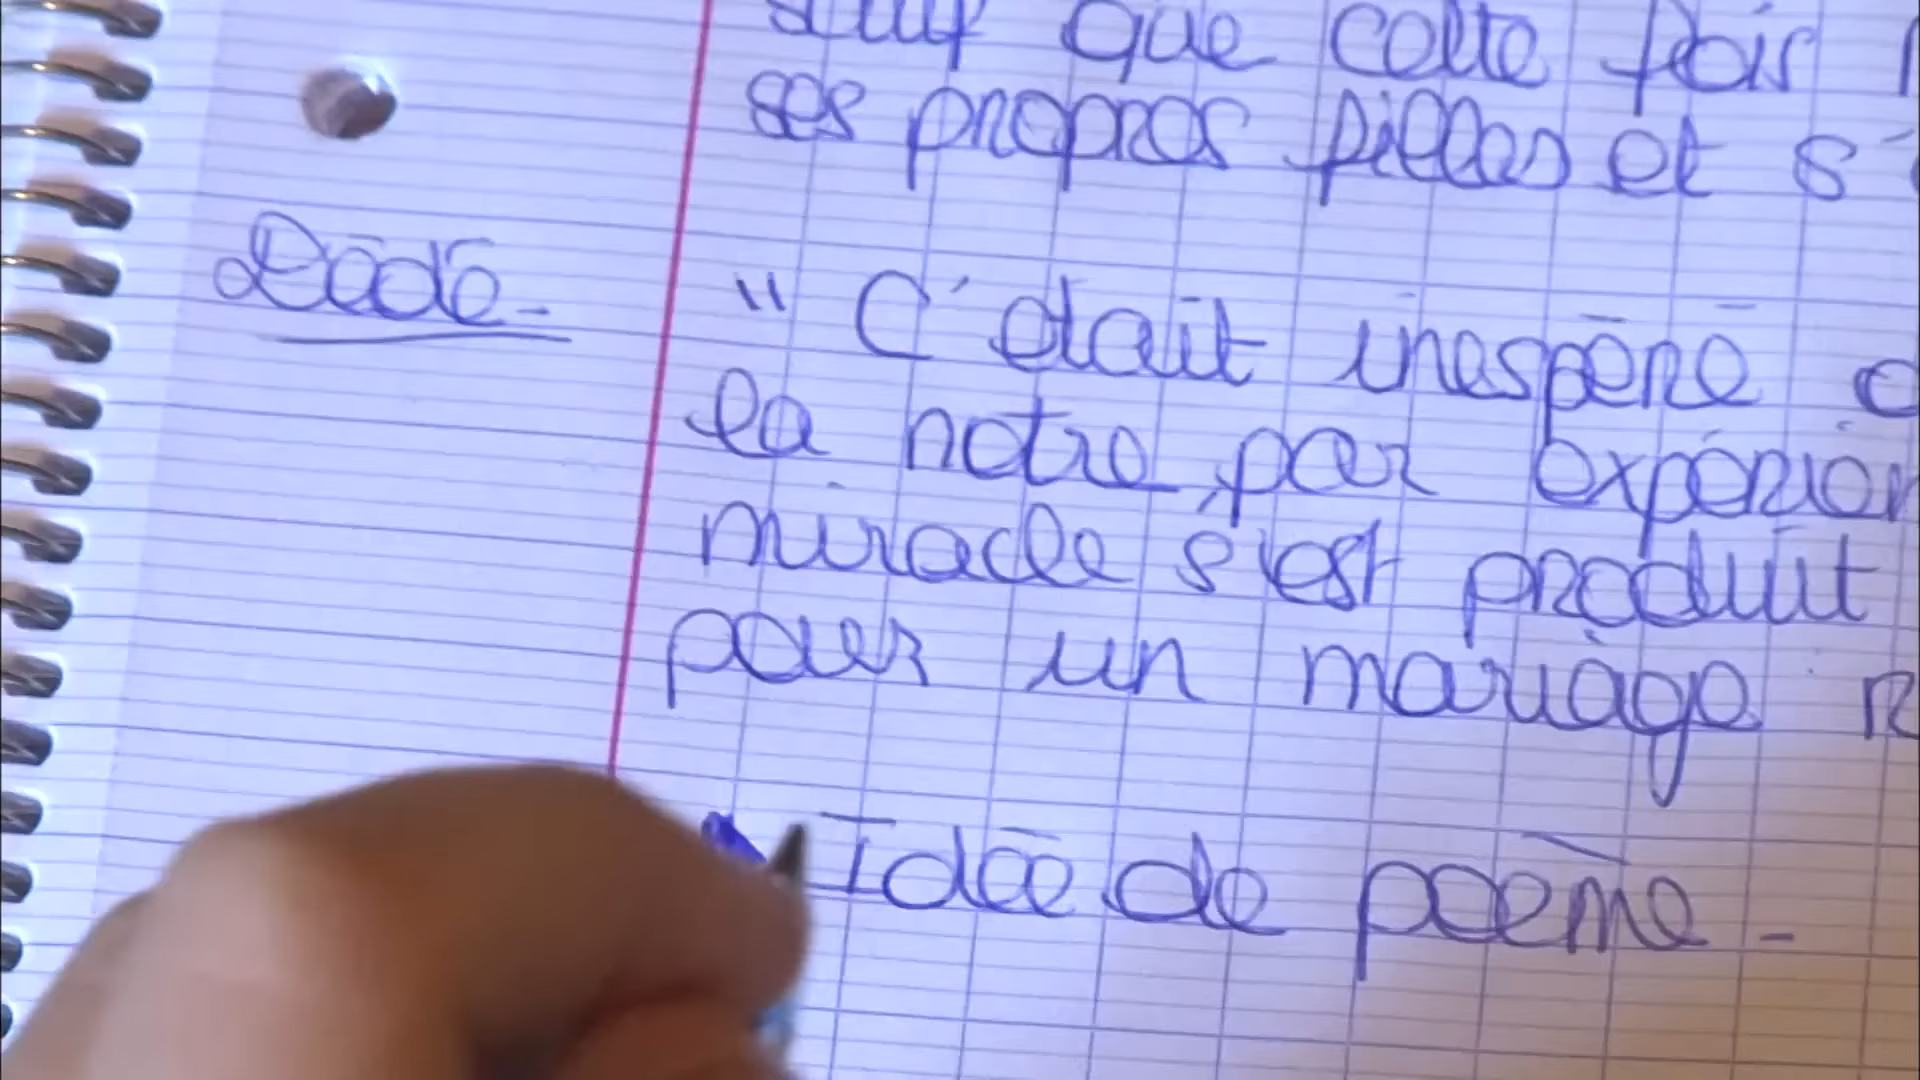 sauf que cette fois
ses propres filles et s'
Dédé -
" C'était inespéré
la notre, par
miracle s'est produit
pour un mariage
Idée de poème -